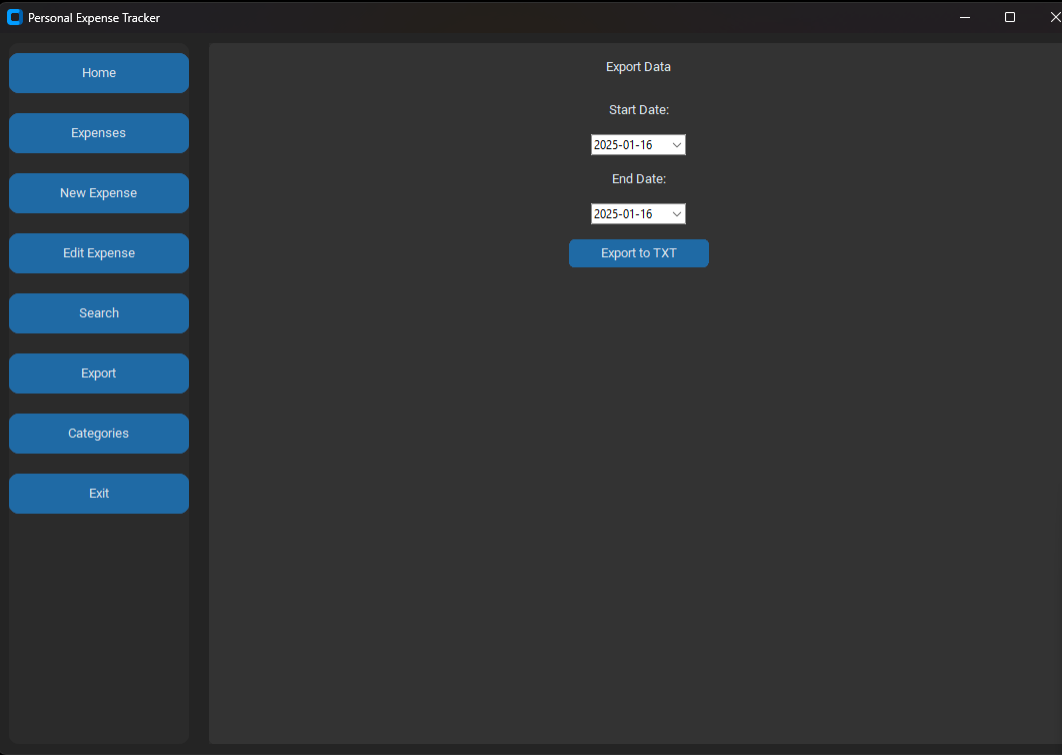 Personal Expense Tracker
Home
Expenses
New Expense
Edit Expense
Search
Export
Categories
Exit
Export Data
Start Date:
2025-01-16
End Date:
2025-01-16
Export to TXT